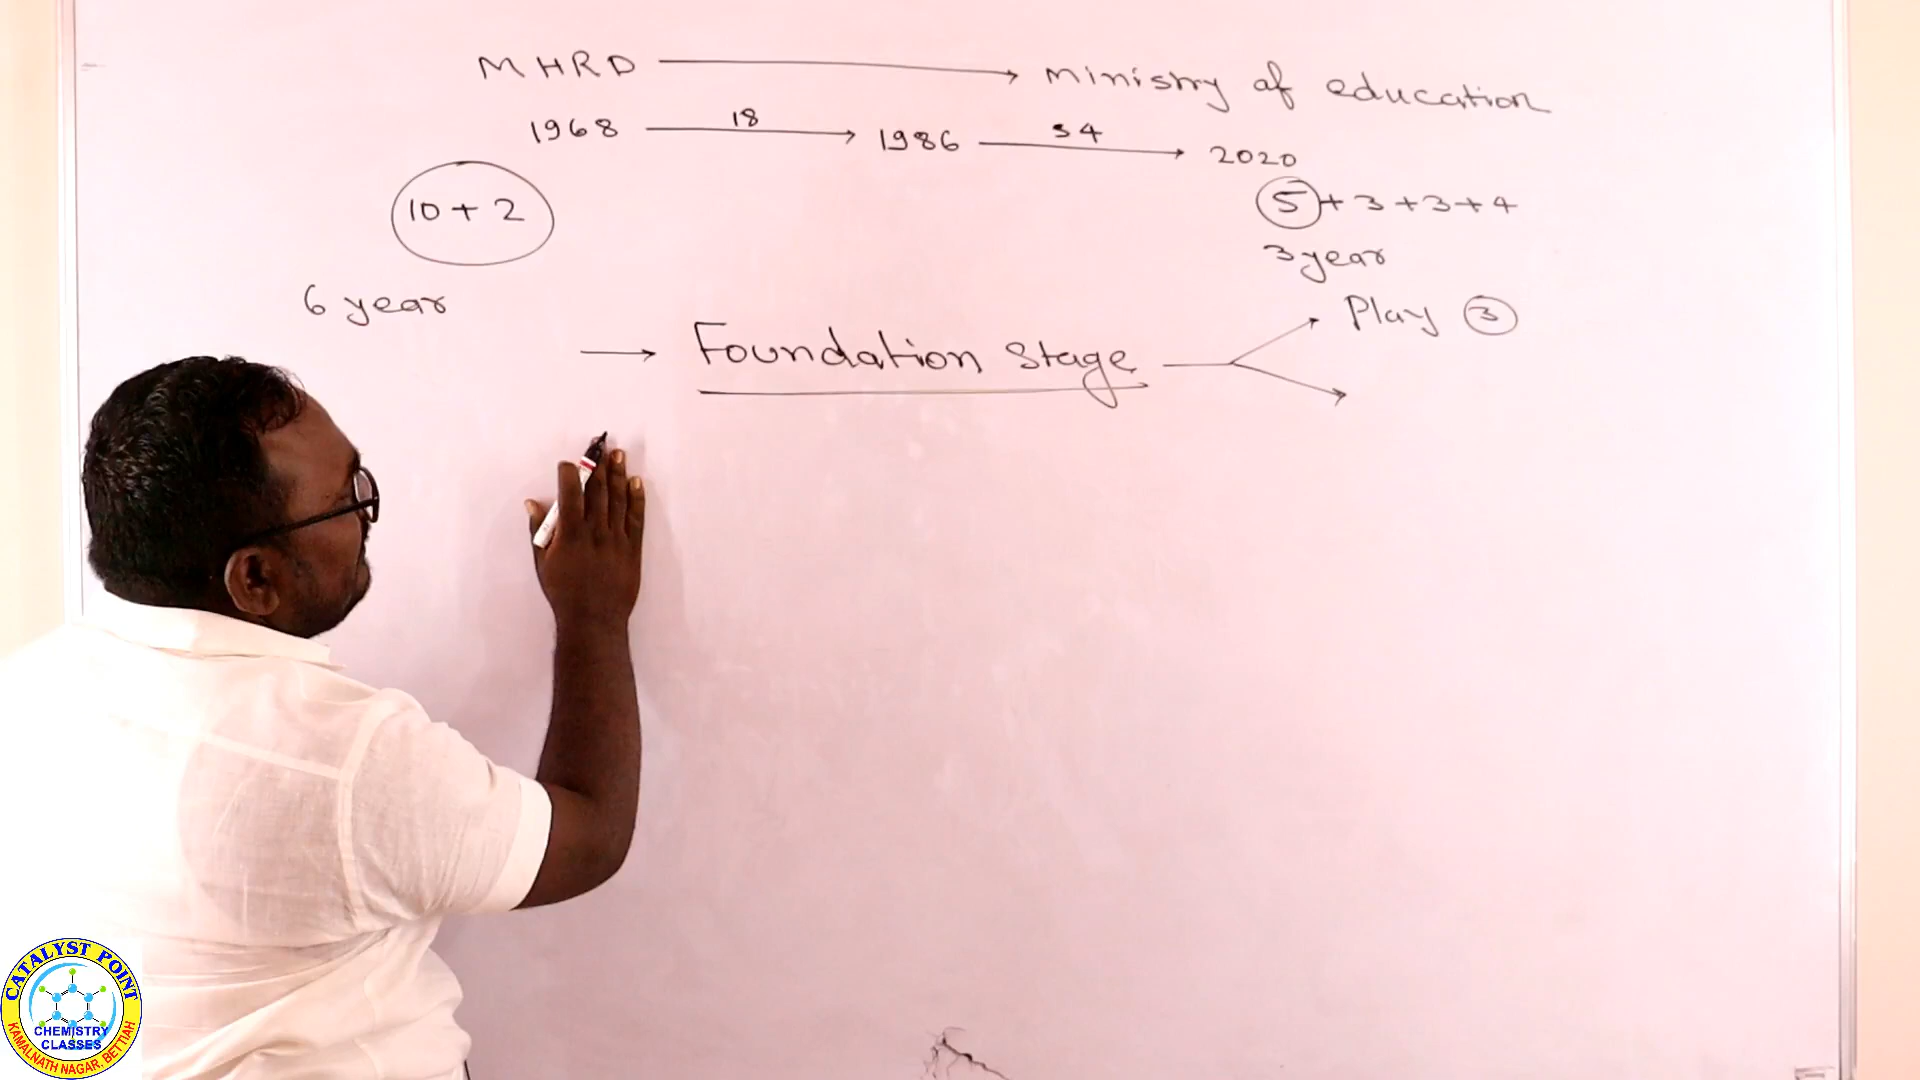 MHRD → Ministry of education
1968 —18→ 1986 —34→ 2020
10 + 2
5 + 3 + 3 + 4
3 year
6 year
Play 3
→ Foundation Stage
CATALYST POINT
CHEMISTRY
CLASSES
KAMALNATH NAGAR, BETTIAH